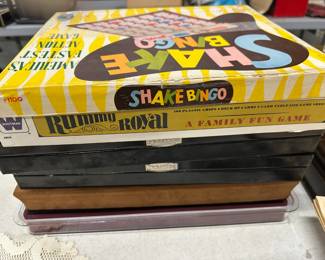 SHAKE
BINGO
AMERICA'S
FASTEST
ACTION
GAME
SHAKE BINGO
W
Rummy Royal
A FAMILY FUN GAME